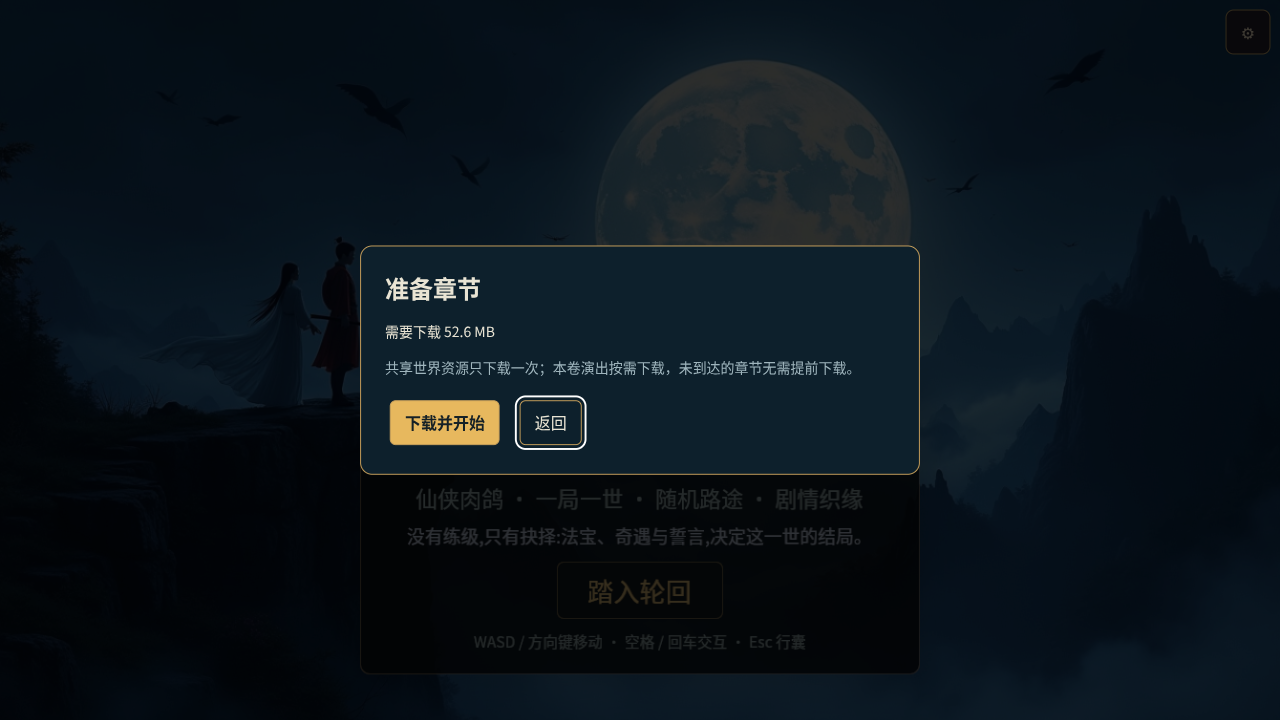 准备章节
需要下载 52.6 MB
共享世界资源只下载一次；本卷演出按需下载，未到达的章节无需提前下载。
下载并开始
返回
仙侠肉鸽 · 一局一世 · 随机路途 · 剧情织缘
没有练级,只有抉择:法宝、奇遇与誓言,决定这一世的结局。
踏入轮回
WASD / 方向键移动 · 空格 / 回车交互 · Esc 行囊